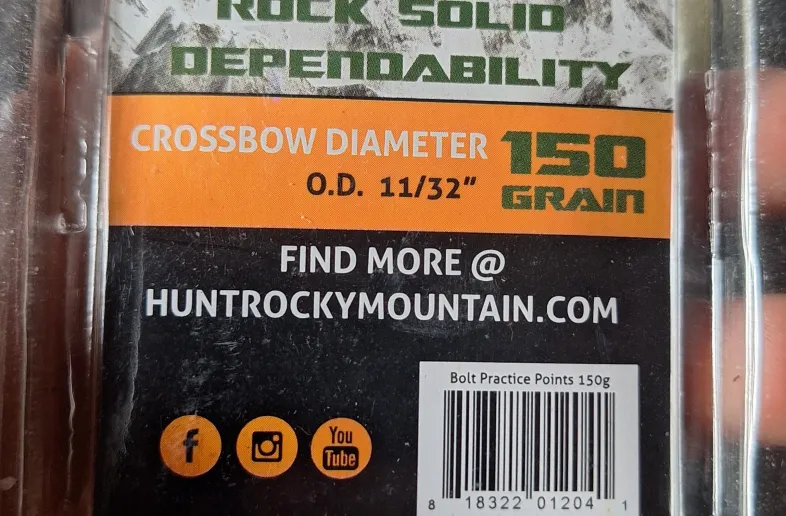 ROCK SOLID
DEPENDABILITY
CROSSBOW DIAMETER
O.D. 11/32"
150
GRAIN
FIND MORE @
HUNTROCKYMOUNTAIN.COM
f
You
Tube
Bolt Practice Points 150g
8 18322 01204 1